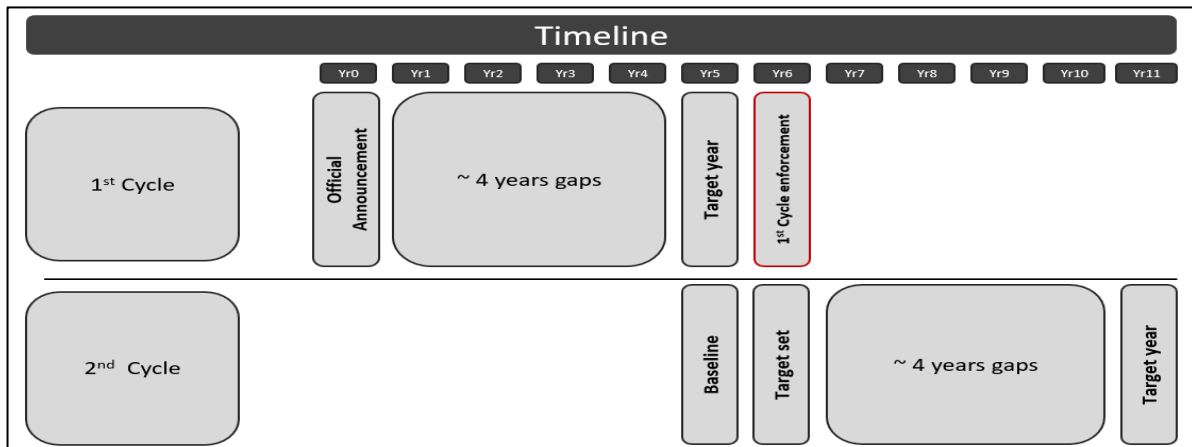 Timeline
Yr0 Yr1 Yr2 Yr3 Yr4 Yr5 Yr6 Yr7 Yr8 Yr9 Yr10 Yr11
1st Cycle
Official
Announcement
~ 4 years gaps
Target year
1st Cycle enforcement
2nd Cycle
Baseline
Target set
~ 4 years gaps
Target year